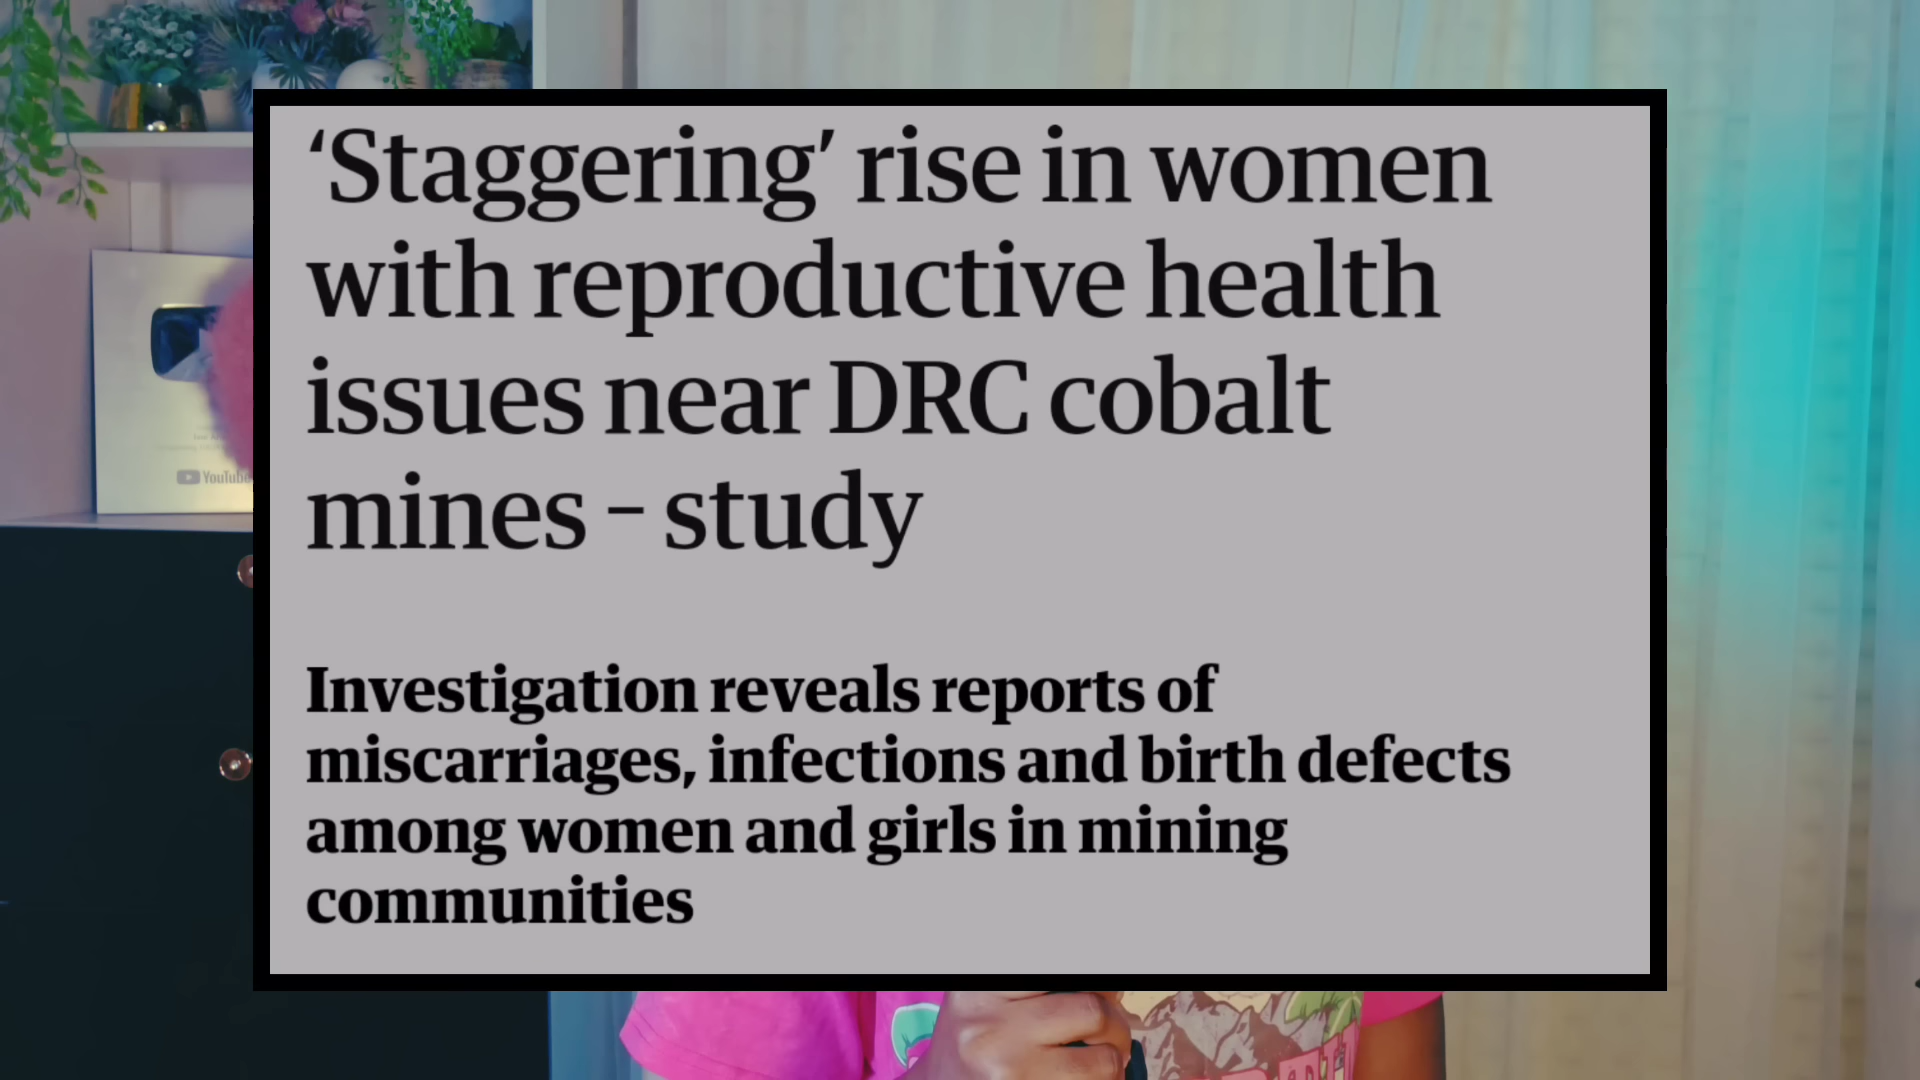 ‘Staggering’ rise in women
with reproductive health
issues near DRC cobalt
mines – study
Investigation reveals reports of
miscarriages, infections and birth defects
among women and girls in mining
communities
YouTube